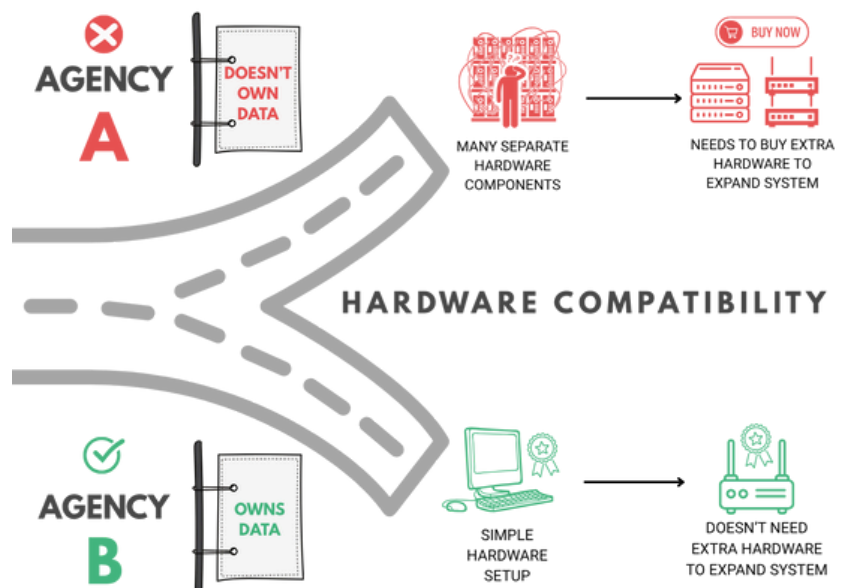 AGENCY
A
DOESN'T
OWN
DATA
MANY SEPARATE
HARDWARE
COMPONENTS
BUY NOW
NEEDS TO BUY EXTRA
HARDWARE TO
EXPAND SYSTEM
HARDWARE COMPATIBILITY
AGENCY
B
OWNS
DATA
SIMPLE
HARDWARE
SETUP
DOESN'T NEED
EXTRA HARDWARE
TO EXPAND SYSTEM